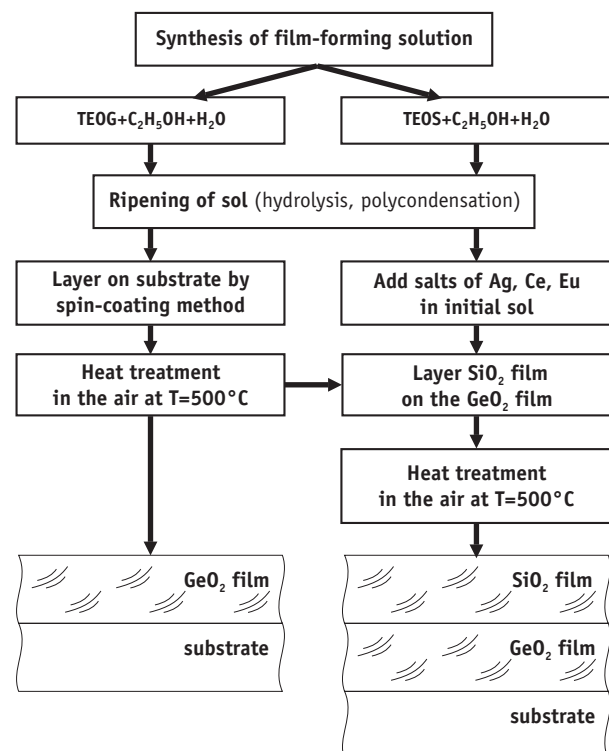 Synthesis of film-forming solution
TEOG+C₂H₅OH+H₂O
TEOS+C₂H₅OH+H₂O
Ripening of sol (hydrolysis, polycondensation)
Layer on substrate by
spin-coating method
Add salts of Ag, Ce, Eu
in initial sol
Heat treatment
in the air at T=500°C
Layer SiO₂ film
on the GeO₂ film
Heat treatment
in the air at T=500°C
GeO₂ film
substrate
SiO₂ film
GeO₂ film
substrate